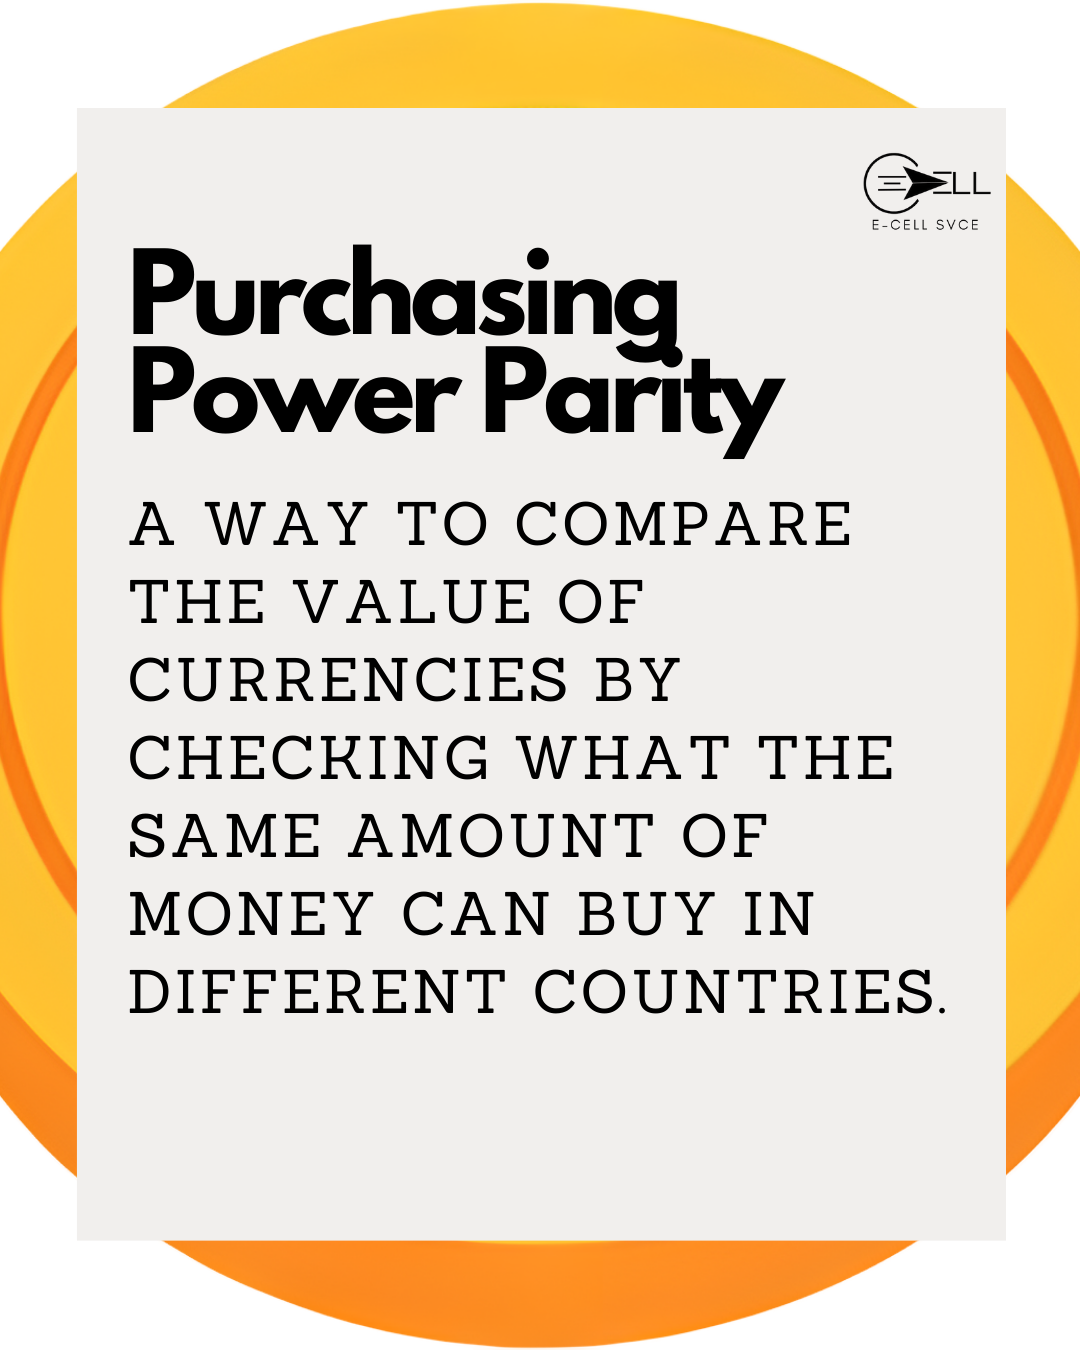 ELL
E-CELL SVCE
Purchasing
Power Parity
A WAY TO COMPARE
THE VALUE OF
CURRENCIES BY
CHECKING WHAT THE
SAME AMOUNT OF
MONEY CAN BUY IN
DIFFERENT COUNTRIES.